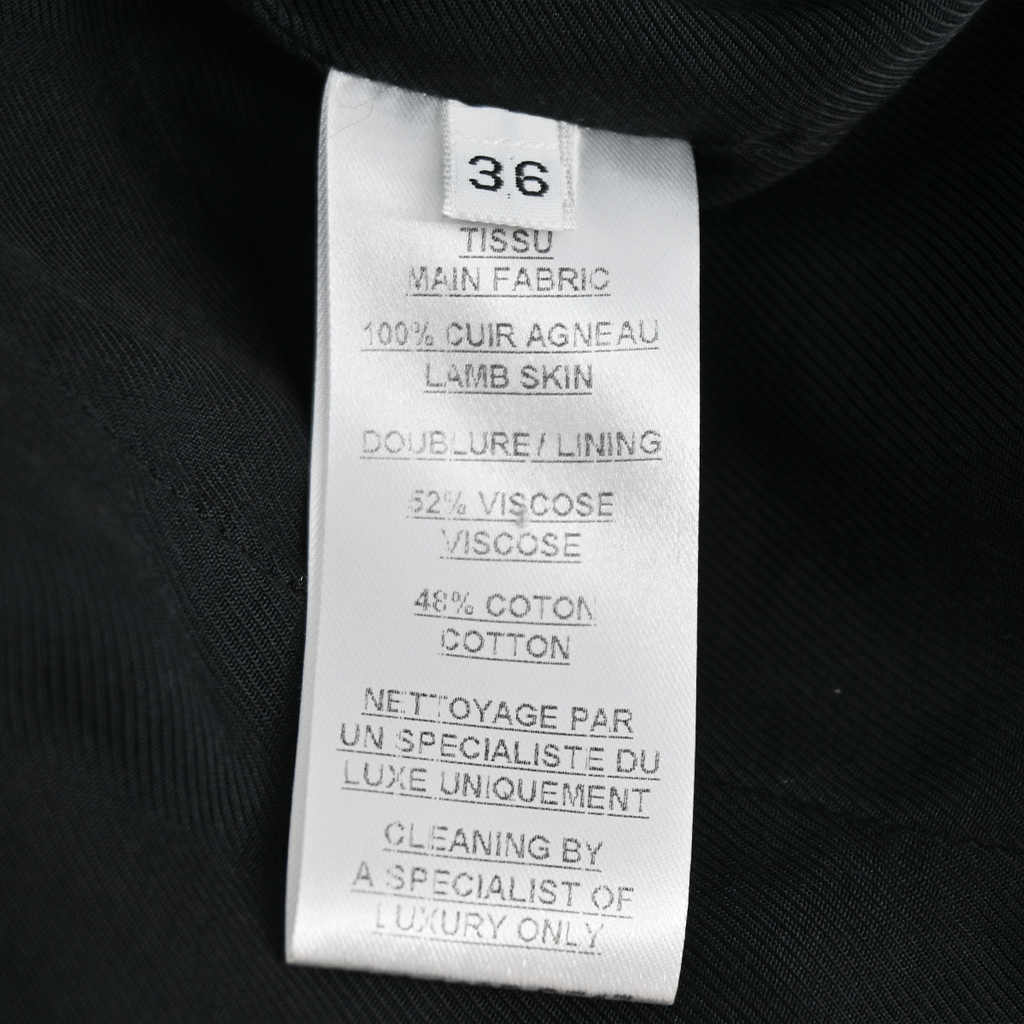 36
TISSU
MAIN FABRIC
100% CUIR AGNEAU
LAMB SKIN
DOUBLURE / LINING
52% VISCOSE
VISCOSE
48% COTON
COTTON
NETTOYAGE PAR
UN SPECIALISTE DU
LUXE UNIQUEMENT
CLEANING BY
A SPECIALIST OF
LUXURY ONLY